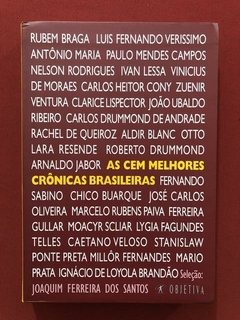 RUBEM BRAGA LUIS FERNANDO VERISSIMO
ANTÔNIO MARIA PAULO MENDES CAMPOS
NELSON RODRIGUES IVAN LESSA VINICIUS
DE MORAES CARLOS HEITOR CONY ZUENIR
VENTURA CLARICE LISPECTOR JOÃO UBALDO
RIBEIRO CARLOS DRUMMOND DE ANDRADE
RACHEL DE QUEIROZ ALDIR BLANC OTTO
LARA RESENDE ROBERTO DRUMMOND
ARNALDO JABOR AS CEM MELHORES
CRÔNICAS BRASILEIRAS FERNANDO
SABINO CHICO BUARQUE JOSÉ CARLOS
OLIVEIRA MARCELO RUBENS PAIVA FERREIRA
GULLAR MOACYR SCLIAR LYGIA FAGUNDES
TELLES CAETANO VELOSO STANISLAW
PONTE PRETA MILLÔR FERNANDES MARIO
PRATA IGNÁCIO DE LOYOLA BRANDÃO Seleção:
JOAQUIM FERREIRA DOS SANTOS OBJETIVA